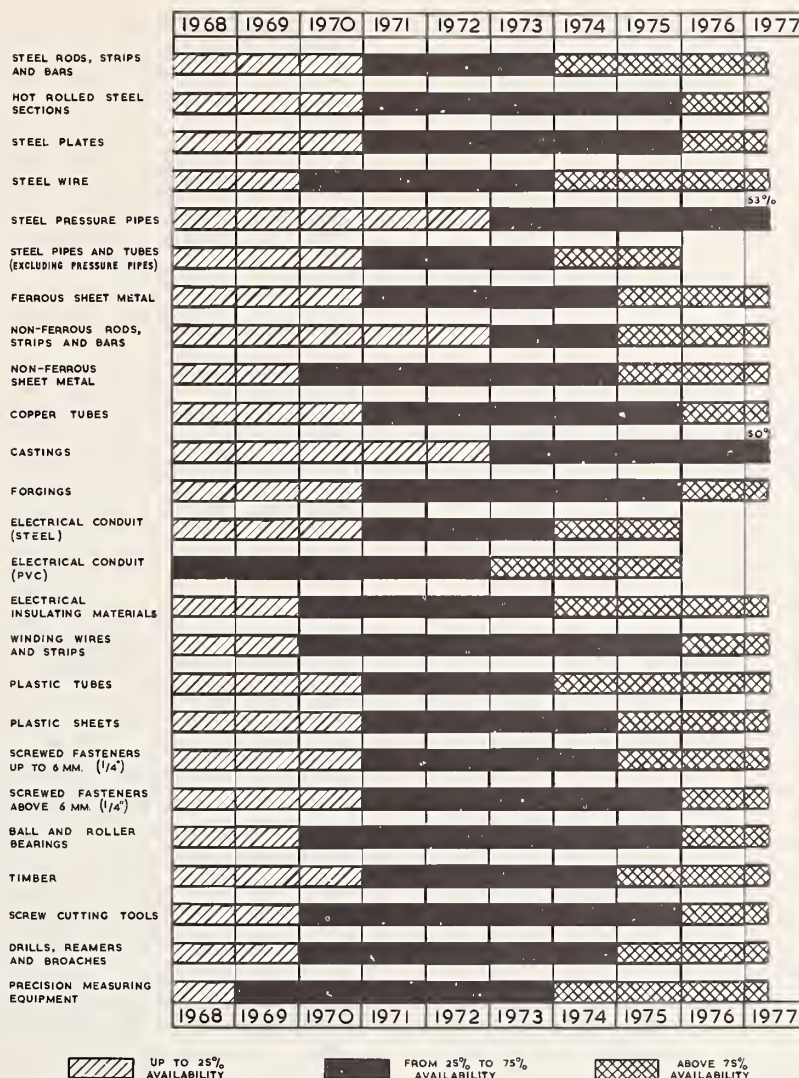 1968 1969 1970 1971 1972 1973 1974 1975 1976 1977
STEEL RODS, STRIPS
AND BARS
HOT ROLLED STEEL
SECTIONS
STEEL PLATES
STEEL WIRE
53%
STEEL PRESSURE PIPES
STEEL PIPES AND TUBES
(EXCLUDING PRESSURE PIPES)
FERROUS SHEET METAL
NON-FERROUS RODS,
STRIPS AND BARS
NON-FERROUS
SHEET METAL
COPPER TUBES
50%
CASTINGS
FORGINGS
ELECTRICAL CONDUIT
(STEEL)
ELECTRICAL CONDUIT
(PVC)
ELECTRICAL
INSULATING MATERIALS
WINDING WIRES
AND STRIPS
PLASTIC TUBES
PLASTIC SHEETS
SCREWED FASTENERS
UP TO 6 MM. (1/4")
SCREWED FASTENERS
ABOVE 6 MM. (1/4")
BALL AND ROLLER
BEARINGS
TIMBER
SCREW CUTTING TOOLS
DRILLS, REAMERS
AND BROACHES
PRECISION MEASURING
EQUIPMENT
1968 1969 1970 1971 1972 1973 1974 1975 1976 1977
UP TO 25% AVAILABILITY
FROM 25% TO 75% AVAILABILITY
ABOVE 75% AVAILABILITY